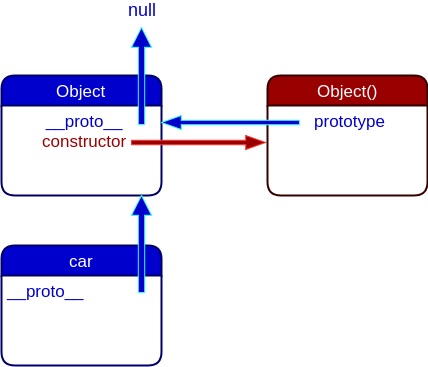 null
Object
Object()
__proto__
prototype
constructor
car
__proto__